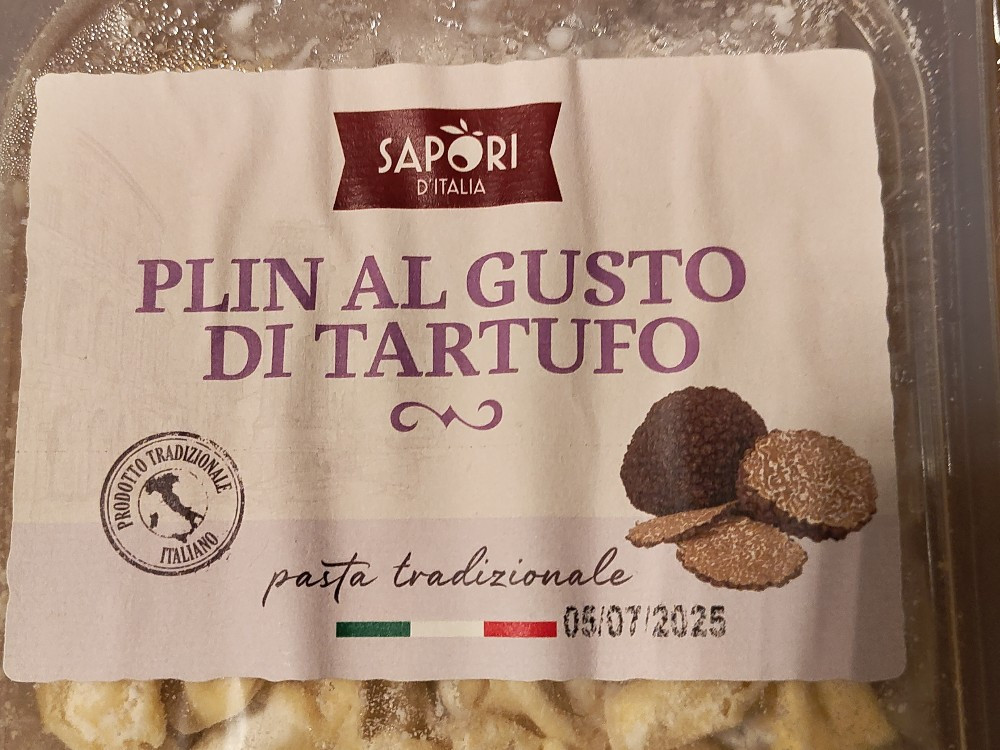 SAPORI
D'ITALIA
PLIN AL GUSTO
DI TARTUFO
PRODOTTO TRADIZIONALE
ITALIANO
pasta tradizionale
05/07/2025